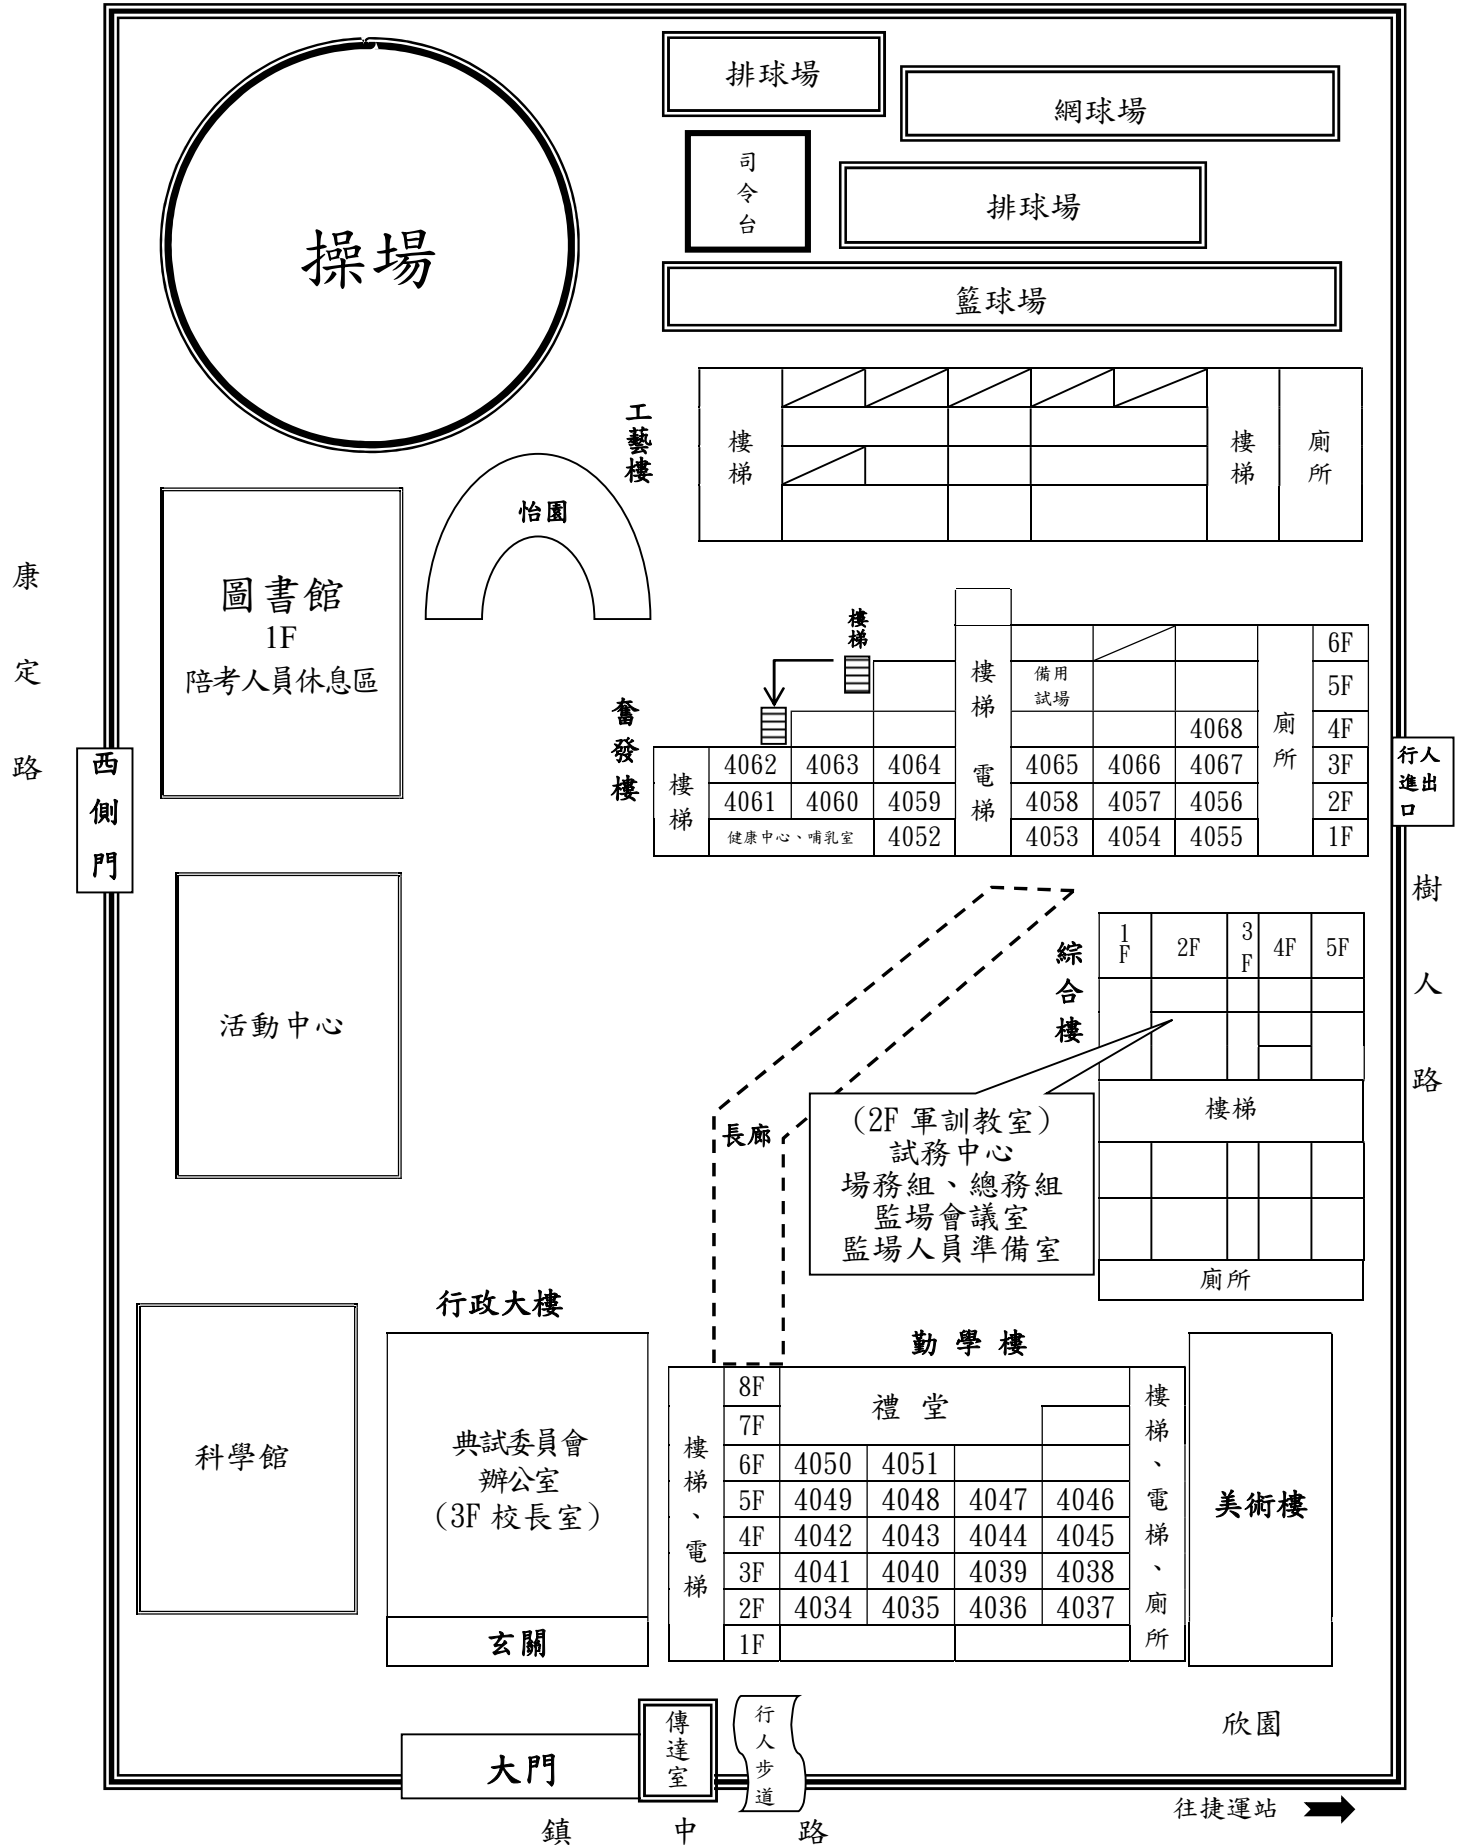 排球場
網球場
司令台
排球場
操場
籃球場
工藝樓
樓梯
樓梯
廁所
怡園
圖書館
1F
陪考人員休息區
康定路
西側門
奮發樓
樓梯
樓梯
電梯
備用
試場
廁所
6F
5F
4068
4F
樓梯
4062 4063 4064 4065 4066 4067 3F
4061 4060 4059 4058 4057 4056 2F
健康中心、哺乳室 4052 4053 4054 4055 1F
行人
進出
口
樹人路
活動中心
綜合樓
1F 2F 3F 4F 5F
樓梯
廁所
長廊
(2F 軍訓教室)
試務中心
場務組、總務組
監場會議室
監場人員準備室
科學館
行政大樓
典試委員會
辦公室
(3F 校長室)
玄關
勤學樓
樓梯、電梯
8F
禮堂
7F
6F 4050 4051
5F 4049 4048 4047 4046
4F 4042 4043 4044 4045
3F 4041 4040 4039 4038
2F 4034 4035 4036 4037
1F
樓梯、電梯、廁所
美術樓
欣園
大門
傳達室
行人步道
往捷運站
鎮中路